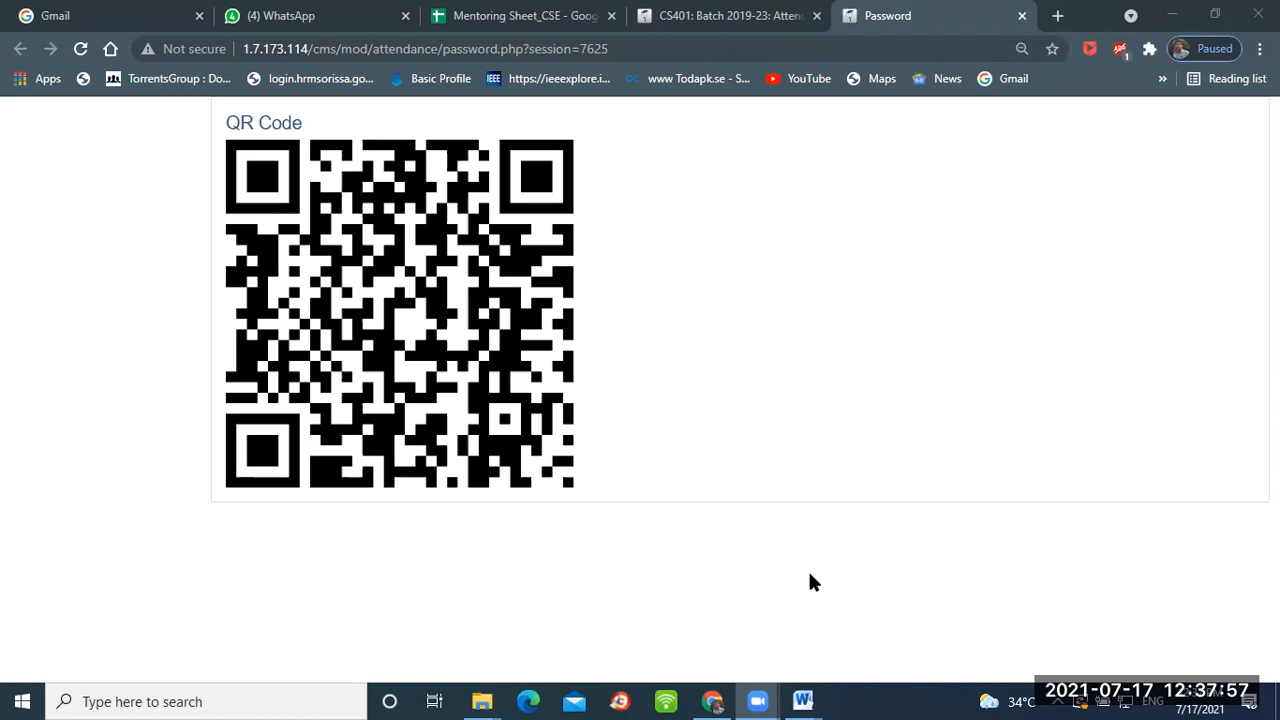 Gmail
(4) WhatsApp
Mentoring Sheet_CSE - Goog
CS401: Batch 2019-23: Attend
Password
Not secure
1.7.173.114/cms/mod/attendance/password.php?session=7625
Paused
Apps
TorrentsGroup : Do...
login.hrmsorissa.go...
Basic Profile
IEEE
https://ieeexplore.i...
www Todapk.se - S...
YouTube
Maps
News
Gmail
»
Reading list
QR Code
Type here to search
34°C
2021-07-17 12:37:57
ENG
7/17/2021